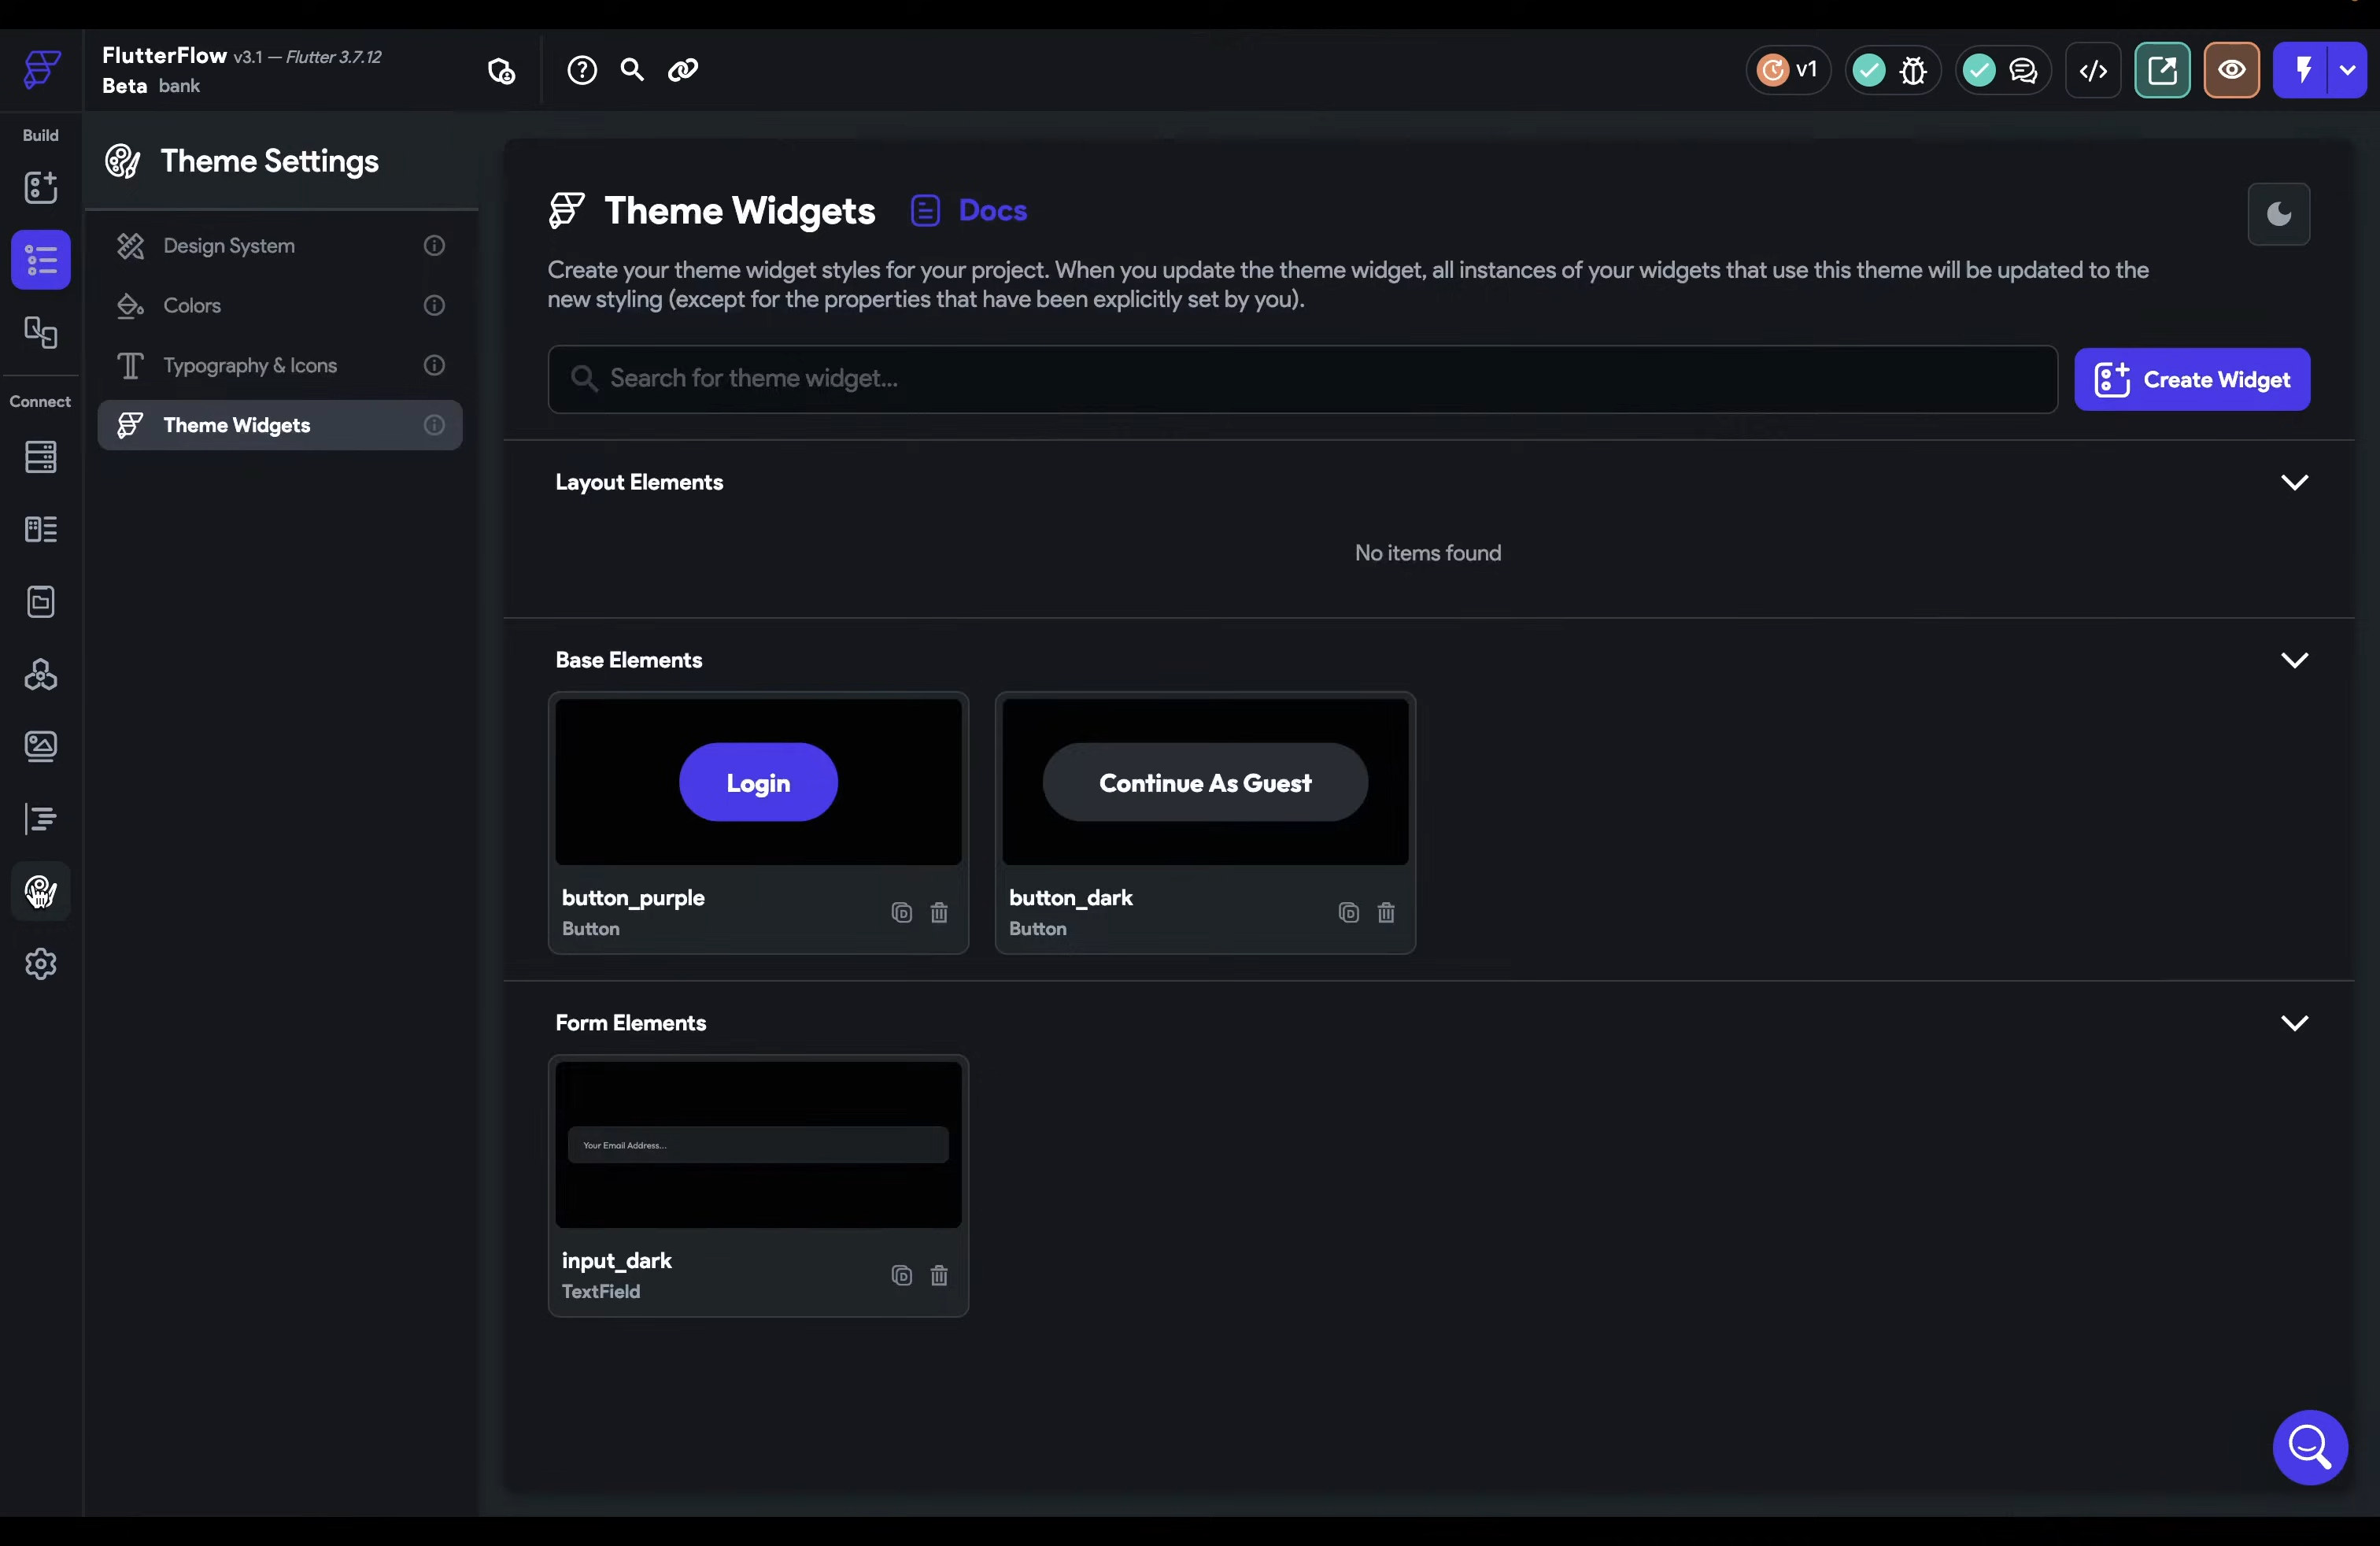 FlutterFlow v3.1 — Flutter 3.7.12
Beta bank
v1
Build
Connect
Theme Settings
Design System
Colors
Typography & Icons
Theme Widgets
Theme Widgets Docs
Create your theme widget styles for your project. When you update the theme widget, all instances of your widgets that use this theme will be updated to the
new styling (except for the properties that have been explicitly set by you).
Search for theme widget...
Create Widget
Layout Elements
No items found
Base Elements
Login
button_purple
Button
Continue As Guest
button_dark
Button
Form Elements
Your Email Address...
input_dark
TextField